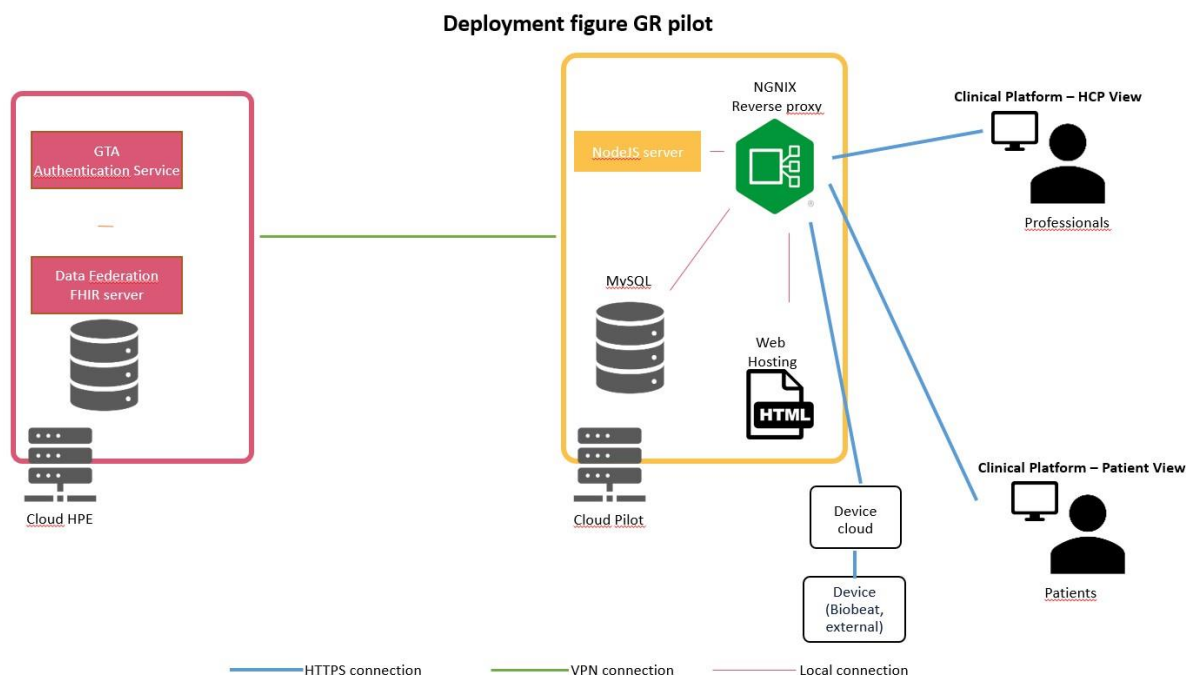 Deployment figure GR pilot
GTA
Authentication Service
Data Federation
FHIR server
Cloud HPE
NGNIX
Reverse proxy
NodeJS server
®
MySQL
Web
Hosting
HTML
Cloud Pilot
Clinical Platform – HCP View
Professionals
Clinical Platform – Patient View
Patients
Device
cloud
Device
(Biobeat,
external)
HTTPS connection
VPN connection
Local connection